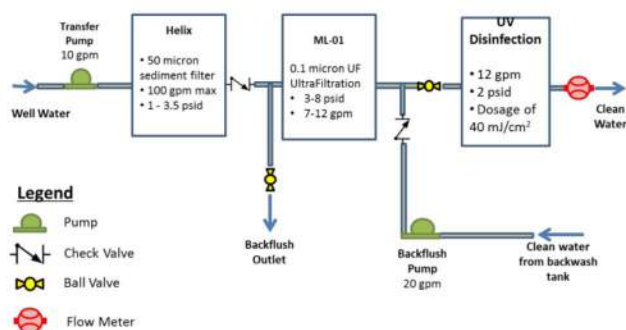 Transfer
Pump
10 gpm
Well Water
Helix
• 50 micron
sediment filter
• 100 gpm
max
• 1 - 3.5 psid
ML-01
0.1 micron UF
UltraFiltration
• 3-8 psid
• 7-12 gpm
UV
Disinfection
• 12 gpm
• 2 psid
• Dosage of
40 mJ/cm²
Clean
Water
Backflush
Outlet
Backflush
Pump
20 gpm
Clean water
from backwash
tank
Legend
Pump
Check Valve
Ball Valve
Flow Meter